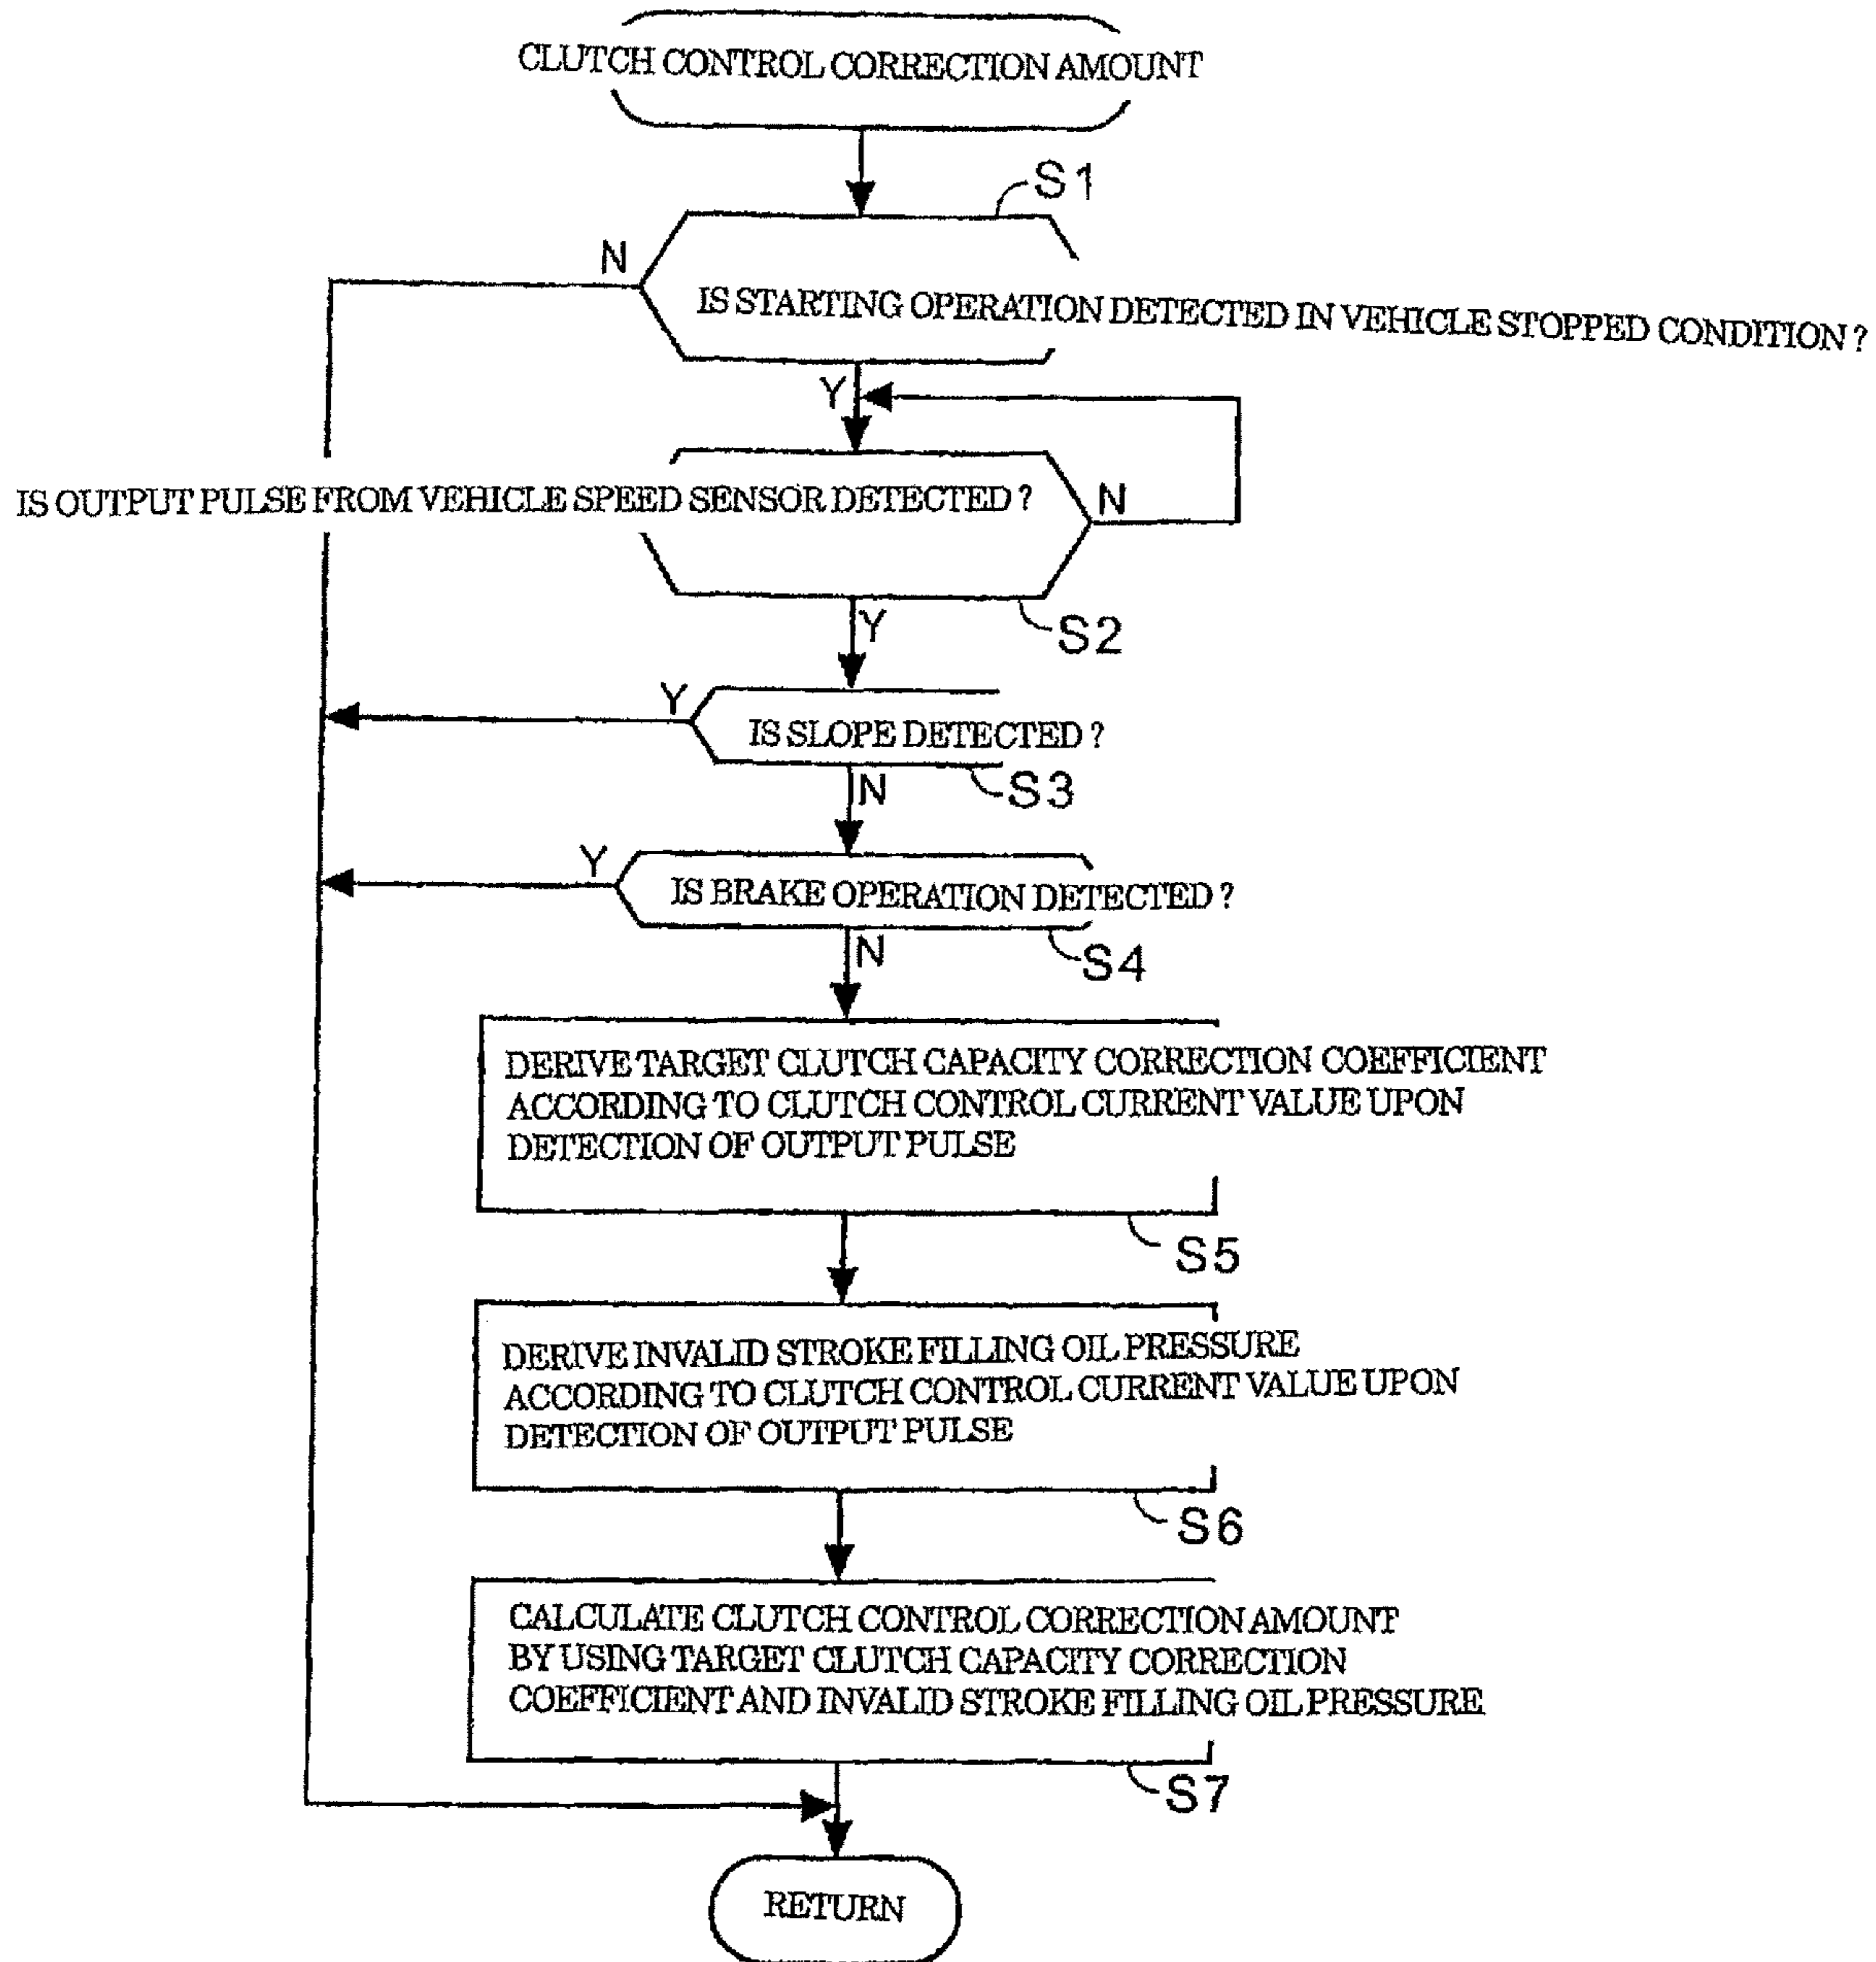 CLUTCH CONTROL CORRECTION AMOUNT
S1
N
IS STARTING OPERATION DETECTED IN VEHICLE STOPPED CONDITION ?
Y
IS OUTPUT PULSE FROM VEHICLE SPEED SENSOR DETECTED ?
N
Y
S2
Y
IS SLOPE DETECTED ?
N
S3
Y
IS BRAKE OPERATION DETECTED ?
N
S4
DERIVE TARGET CLUTCH CAPACITY CORRECTION COEFFICIENT
ACCORDING TO CLUTCH CONTROL CURRENT VALUE UPON
DETECTION OF OUTPUT PULSE
S5
DERIVE INVALID STROKE FILLING OIL PRESSURE
ACCORDING TO CLUTCH CONTROL CURRENT VALUE UPON
DETECTION OF OUTPUT PULSE
S6
CALCULATE CLUTCH CONTROL CORRECTION AMOUNT
BY USING TARGET CLUTCH CAPACITY CORRECTION
COEFFICIENT AND INVALID STROKE FILLING OIL PRESSURE
S7
RETURN